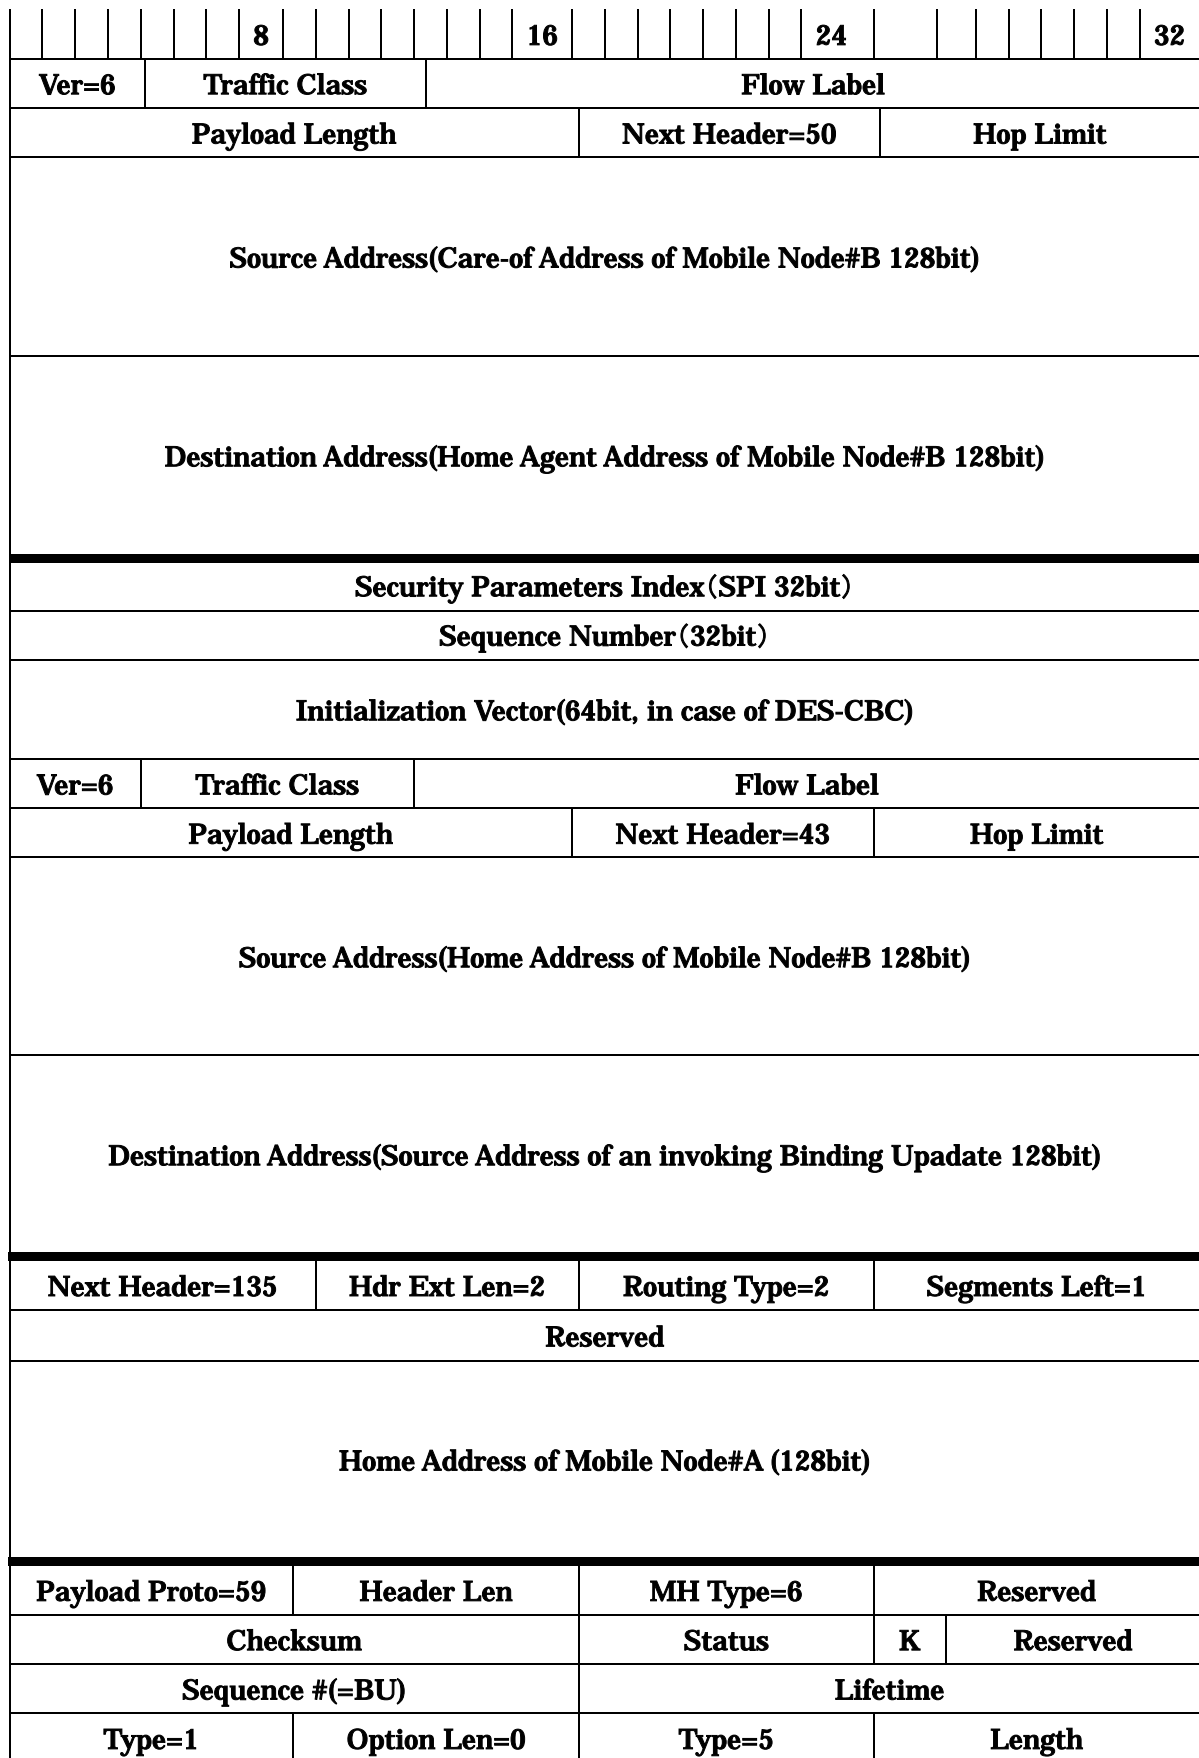 8 16 24 32
Ver=6 Traffic Class Flow Label
Payload Length Next Header=50 Hop Limit
Source Address(Care-of Address of Mobile Node#B 128bit)
Destination Address(Home Agent Address of Mobile Node#B 128bit)
Security Parameters Index（SPI 32bit）
Sequence Number（32bit）
Initialization Vector(64bit, in case of DES-CBC)
Ver=6 Traffic Class Flow Label
Payload Length Next Header=43 Hop Limit
Source Address(Home Address of Mobile Node#B 128bit)
Destination Address(Source Address of an invoking Binding Upadate 128bit)
Next Header=135 Hdr Ext Len=2 Routing Type=2 Segments Left=1
Reserved
Home Address of Mobile Node#A (128bit)
Payload Proto=59 Header Len MH Type=6 Reserved
Checksum Status K Reserved
Sequence #(=BU) Lifetime
Type=1 Option Len=0 Type=5 Length